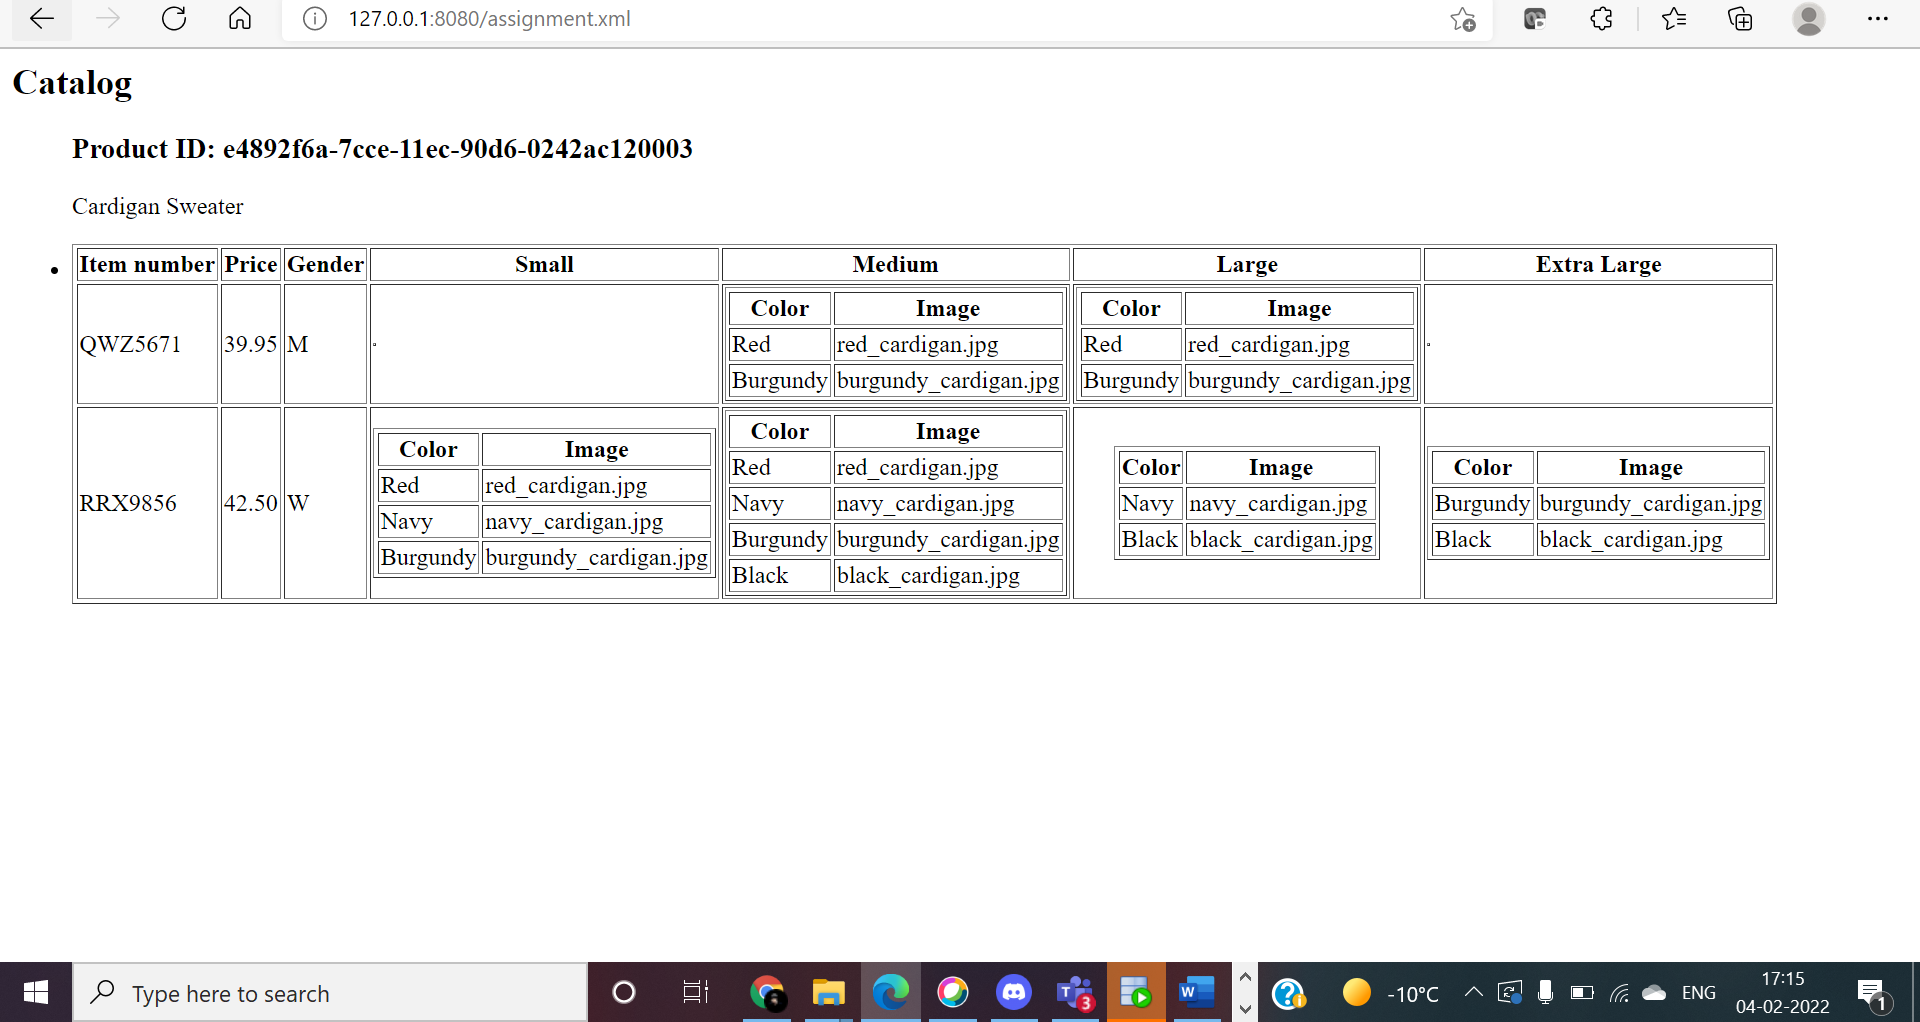 127.0.0.1:8080/assignment.xml
Catalog
Product ID: e4892f6a-7cce-11ec-90d6-0242ac120003
Cardigan Sweater
Item number Price Gender Small Medium Large Extra Large
QWZ5671 39.95 M
Color Image
Red red_cardigan.jpg
Burgundy burgundy_cardigan.jpg
Color Image
Red red_cardigan.jpg
Burgundy burgundy_cardigan.jpg
RRX9856 42.50 W
Color Image
Red red_cardigan.jpg
Navy navy_cardigan.jpg
Burgundy burgundy_cardigan.jpg
Color Image
Red red_cardigan.jpg
Navy navy_cardigan.jpg
Burgundy burgundy_cardigan.jpg
Black black_cardigan.jpg
Color Image
Navy navy_cardigan.jpg
Black black_cardigan.jpg
Color Image
Burgundy burgundy_cardigan.jpg
Black black_cardigan.jpg
Type here to search
T
3
W
-10°C
ENG
17:15
04-02-2022
1